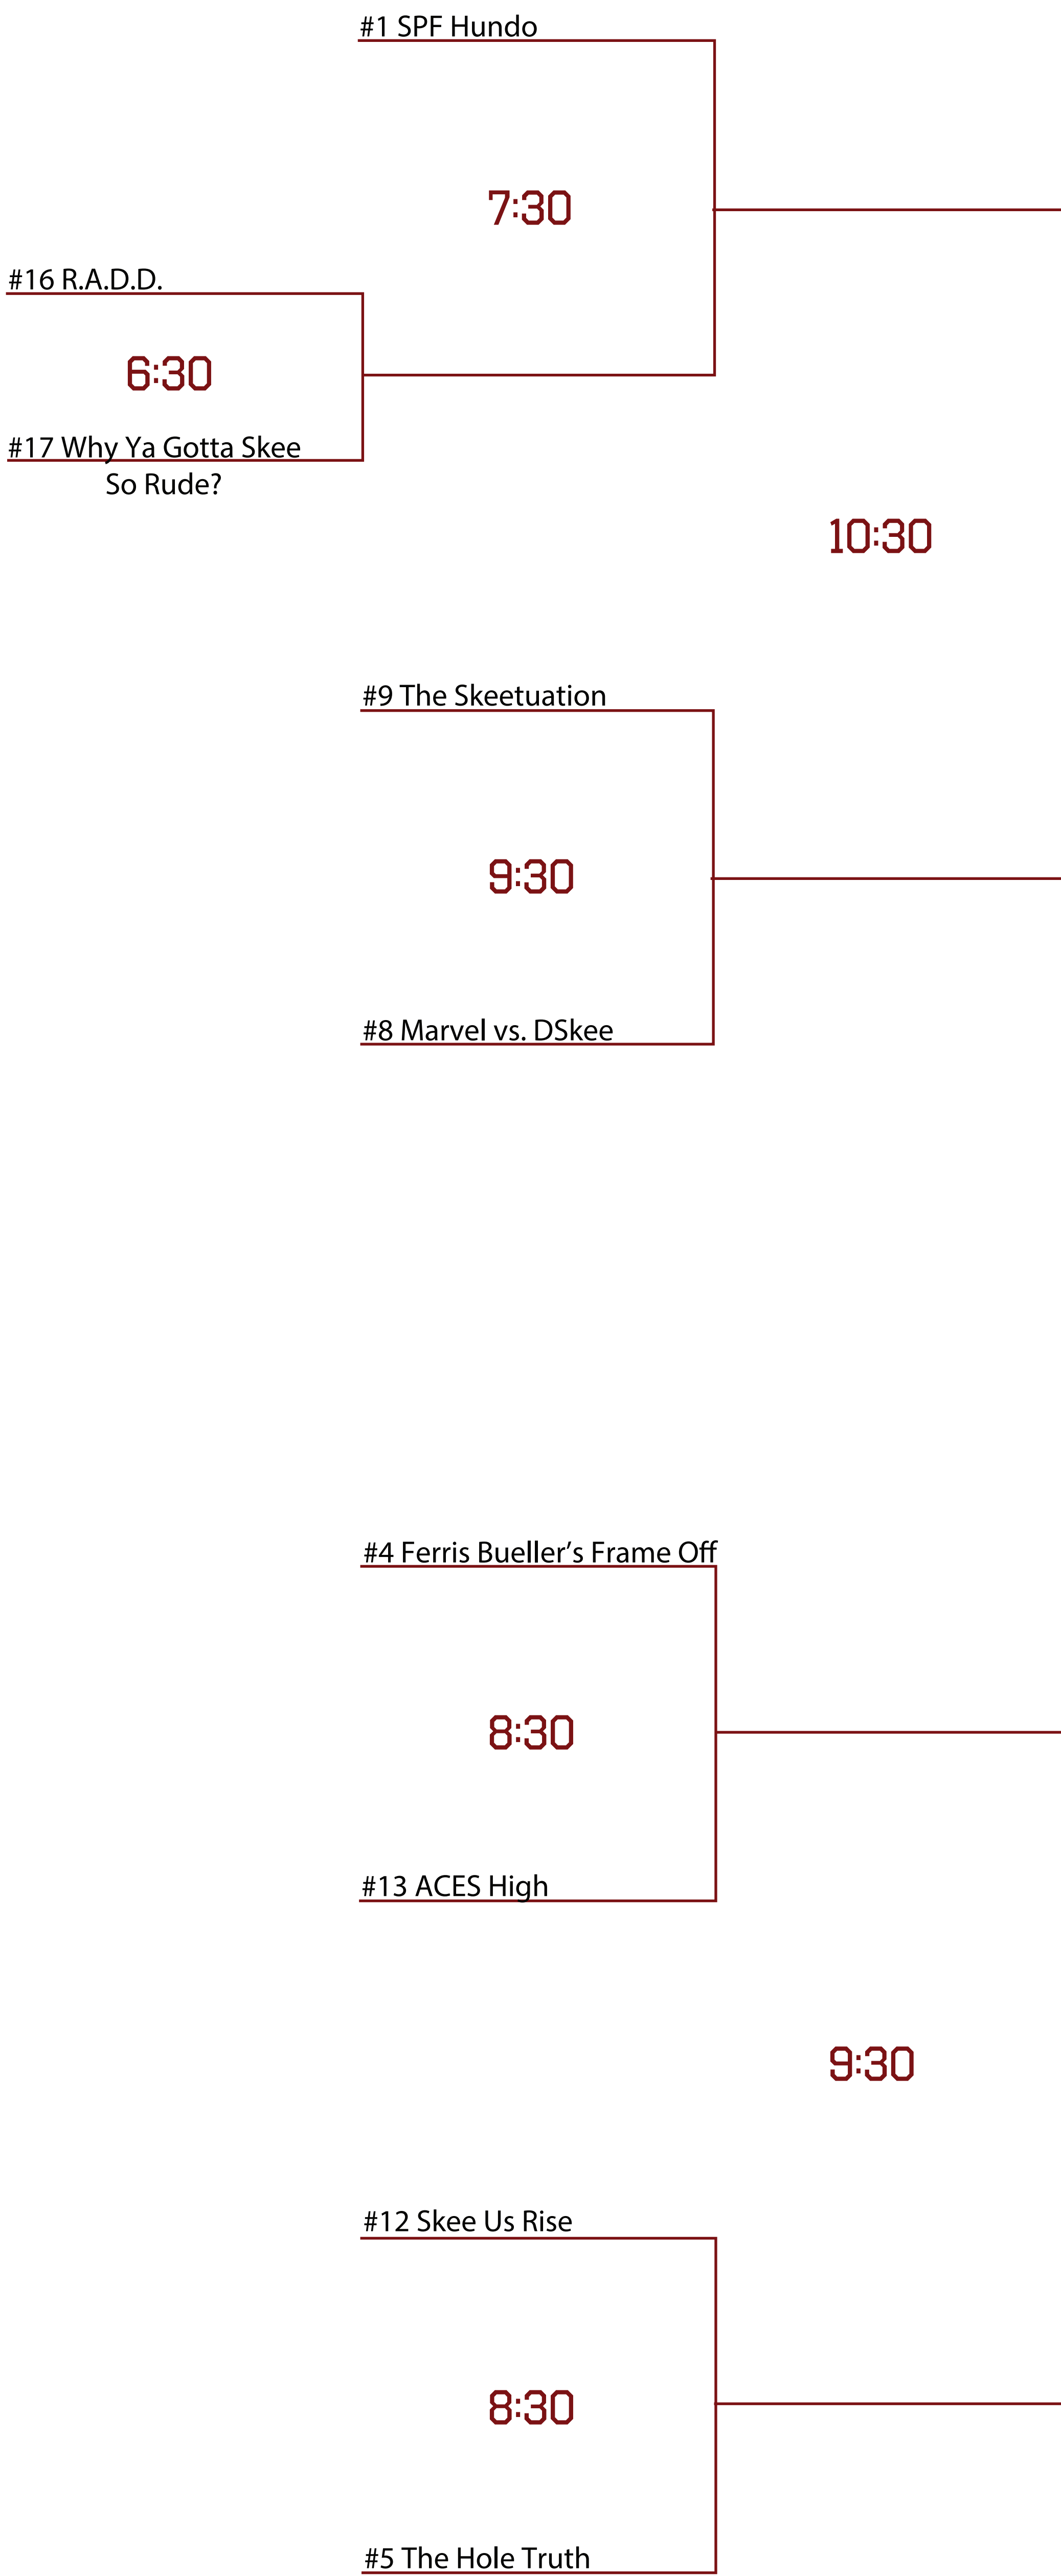 #1 SPF Hundo
7:30
#16 R.A.D.D.
6:30
#17 Why Ya Gotta Skee
So Rude?
10:30
#9 The Skeetuation
9:30
#8 Marvel vs. DSkee
#4 Ferris Bueller’s Frame Off
8:30
#13 ACES High
9:30
#12 Skee Us Rise
8:30
#5 The Hole Truth